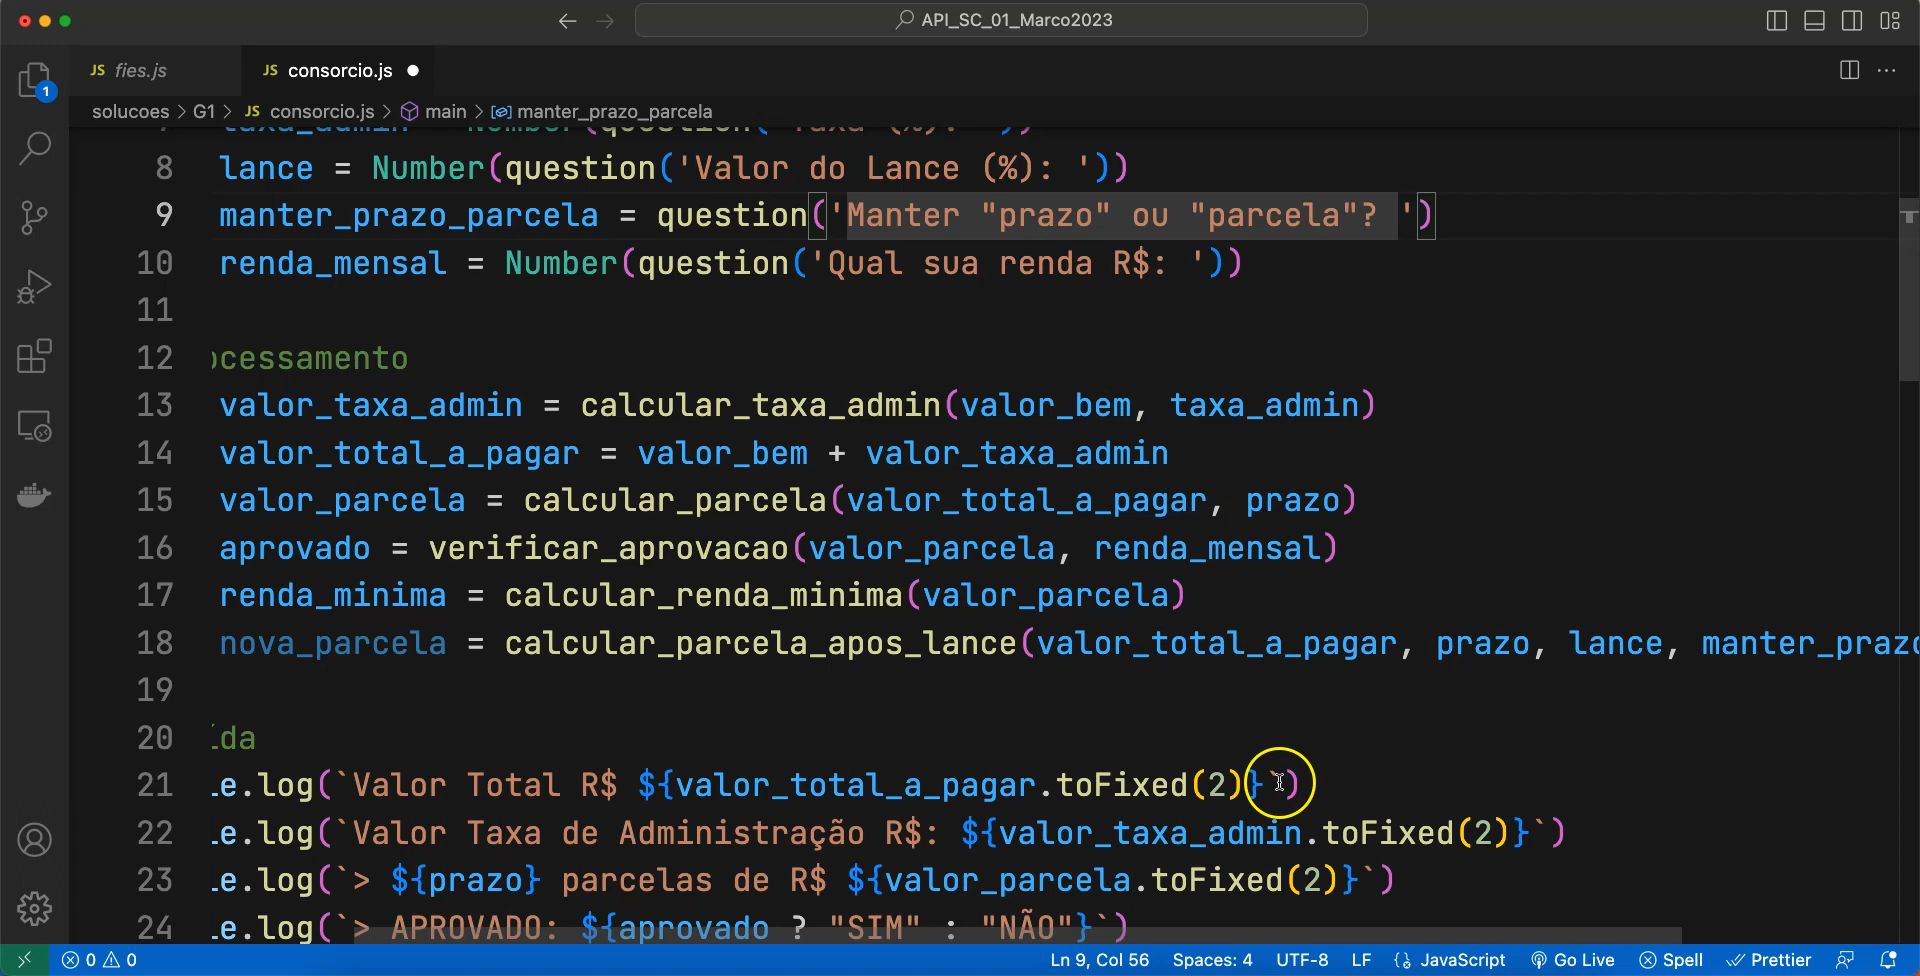 API_SC_01_Marco2023
JS fies.js
JS consorcio.js
1
solucoes > G1 > JS consorcio.js > main > manter_prazo_parcela
8 lance = Number(question('Valor do Lance (%): '))
9 manter_prazo_parcela = question('Manter "prazo" ou "parcela"? ')
10 renda_mensal = Number(question('Qual sua renda R$: '))
11
12 ocessamento
13 valor_taxa_admin = calcular_taxa_admin(valor_bem, taxa_admin)
14 valor_total_a_pagar = valor_bem + valor_taxa_admin
15 valor_parcela = calcular_parcela(valor_total_a_pagar, prazo)
16 aprovado = verificar_aprovacao(valor_parcela, renda_mensal)
17 renda_minima = calcular_renda_minima(valor_parcela)
18 nova_parcela = calcular_parcela_apos_lance(valor_total_a_pagar, prazo, lance, manter_prazo
19
20 ída
21 le.log(`Valor Total R$ ${valor_total_a_pagar.toFixed(2)}`)
22 le.log(`Valor Taxa de Administração R$: ${valor_taxa_admin.toFixed(2)}`)
23 le.log(`> ${prazo} parcelas de R$ ${valor_parcela.toFixed(2)}`)
24 le.log(`> APROVADO: ${aprovado ? "SIM" : "NÃO"}`)
0 0 Ln 9, Col 56 Spaces: 4 UTF-8 LF {} JavaScript Go Live Spell Prettier